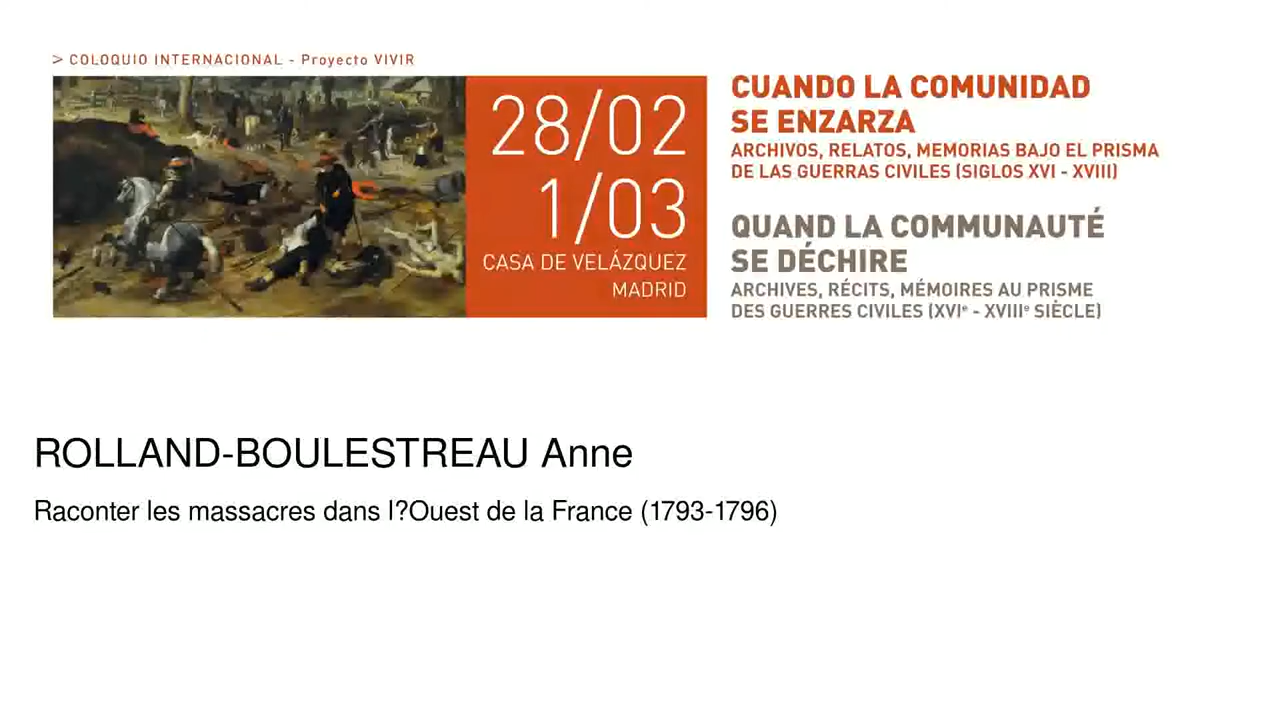 > COLOQUIO INTERNACIONAL - Proyecto VIVIR
28/02
1/03
CASA DE VELÁZQUEZ
MADRID
CUANDO LA COMUNIDAD
SE ENZARZA
ARCHIVOS, RELATOS, MEMORIAS BAJO EL PRISMA
DE LAS GUERRAS CIVILES (SIGLOS XVI - XVIII)
QUAND LA COMMUNAUTÉ
SE DÉCHIRE
ARCHIVES, RÉCITS, MÉMOIRES AU PRISME
DES GUERRES CIVILES (XVIe - XVIIIe SIÈCLE)
ROLLAND-BOULESTREAU Anne
Raconter les massacres dans l?Ouest de la France (1793-1796)